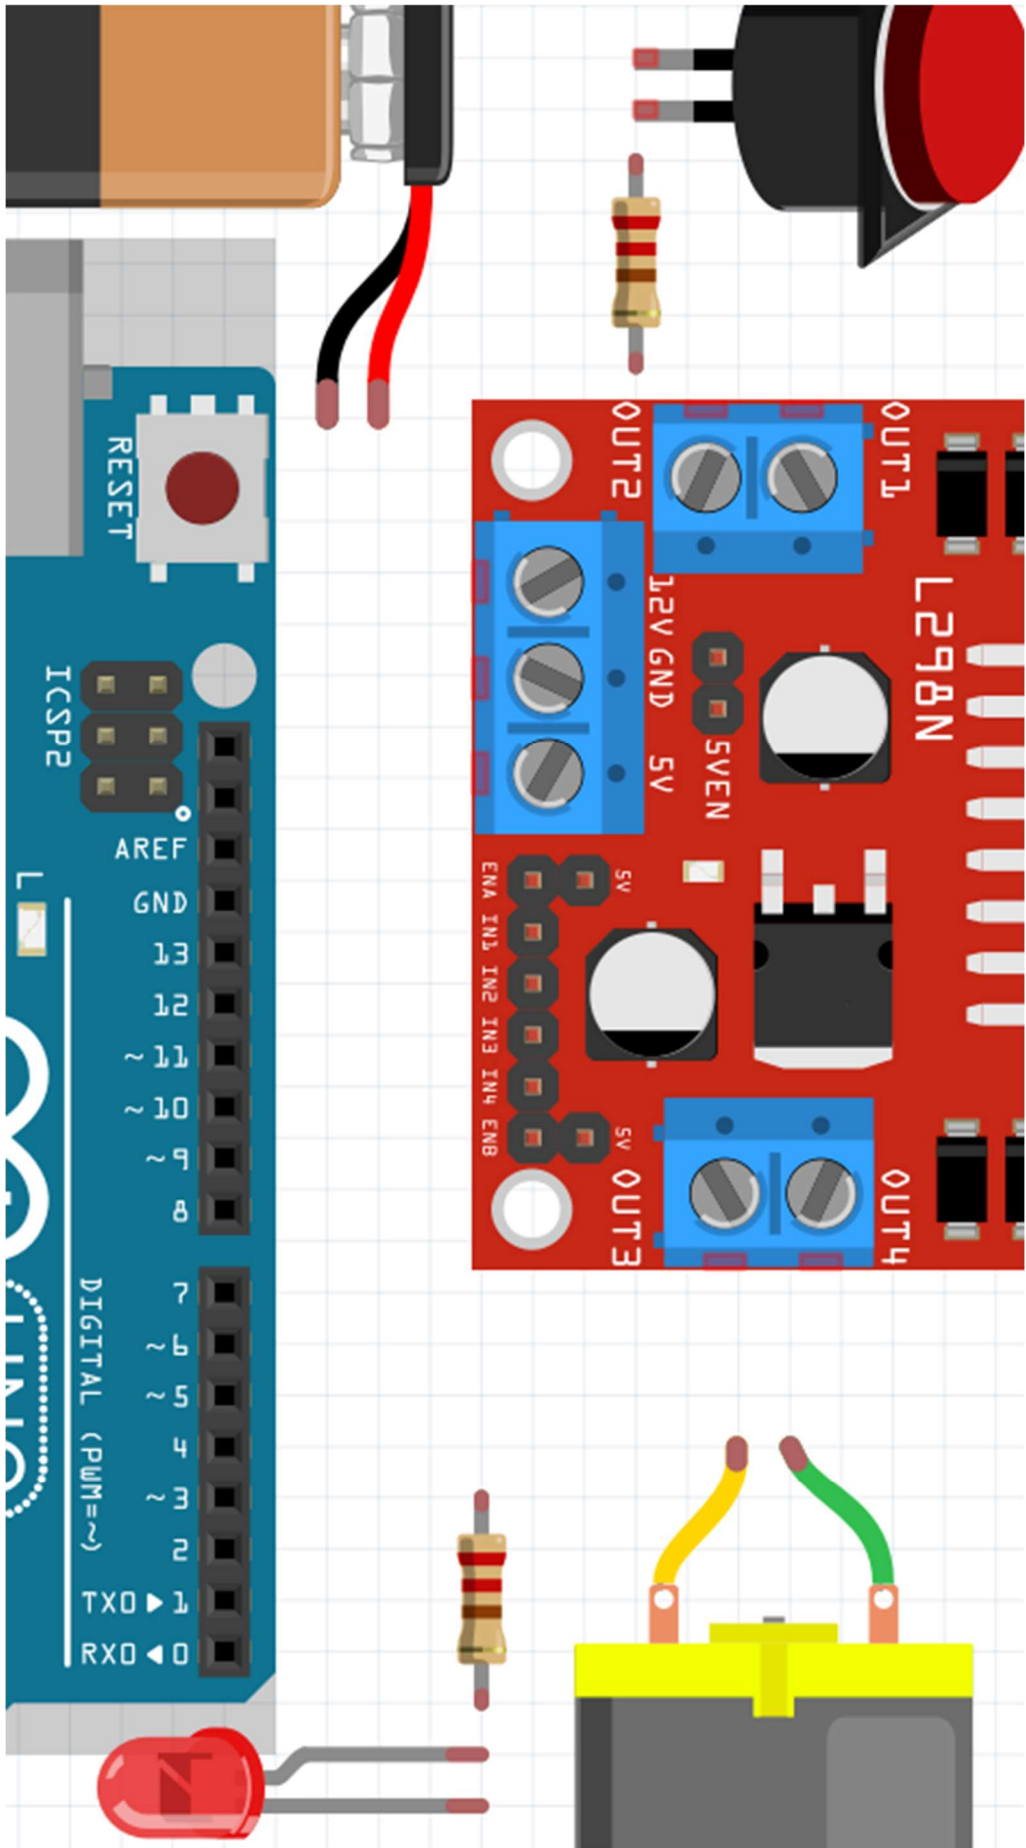 RESET
ICSP2
L
AREF
GND
13
12
~11
~10
~9
8
7
~6
~5
4
~3
2
TX0▶1
RX0◀0
DIGITAL (PWM=~)
OUT2
OUT1
12V
GND
5V
5VEN
L298N
ENA
5V
IN1
IN2
IN3
IN4
ENB
5V
OUT3
OUT4